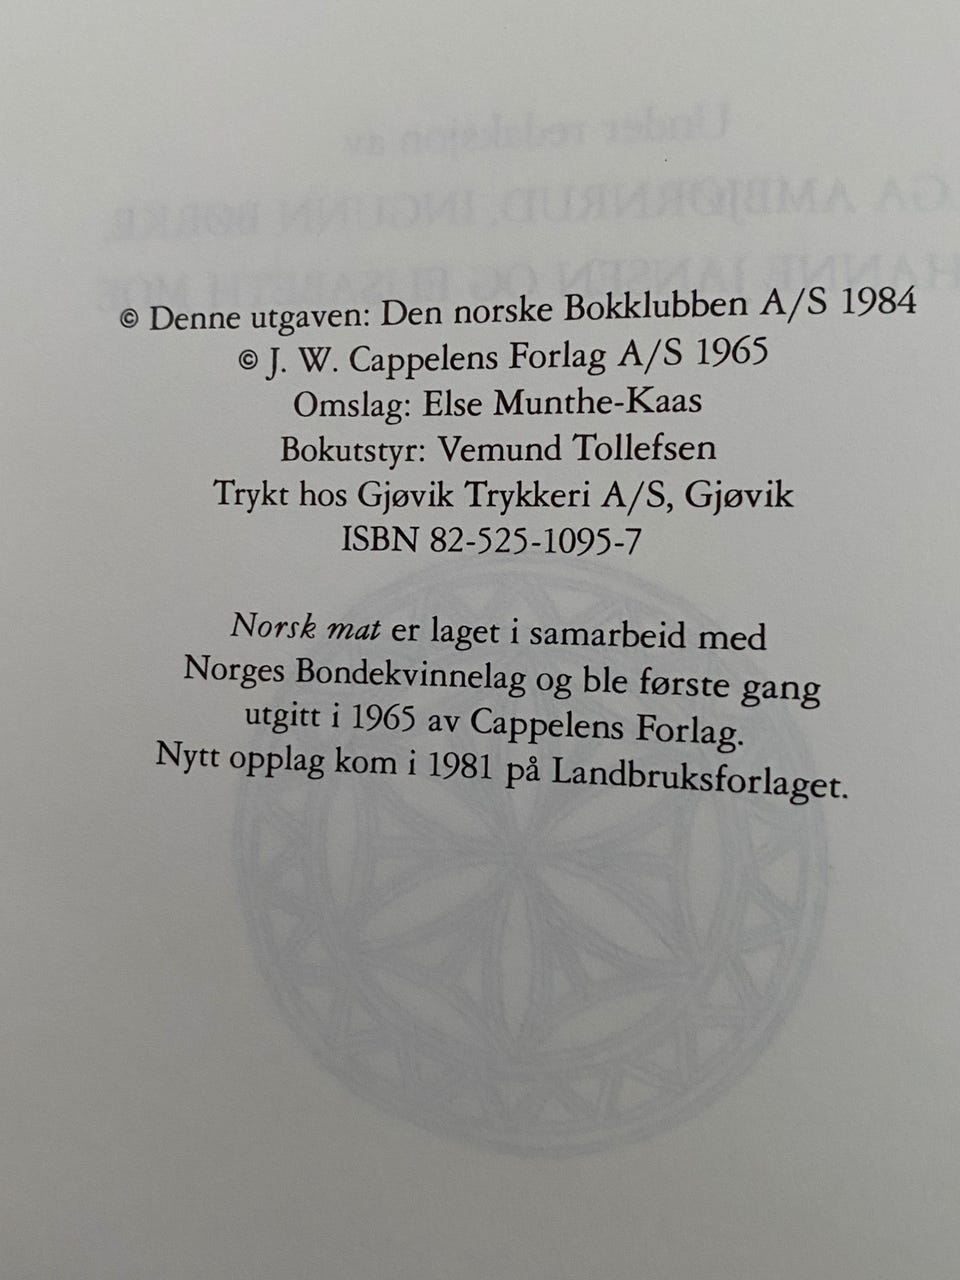 © Denne utgaven: Den norske Bokklubben A/S 1984
© J. W. Cappelens Forlag A/S 1965
Omslag: Else Munthe-Kaas
Bokutstyr: Vemund Tollefsen
Trykt hos Gjøvik Trykkeri A/S, Gjøvik
ISBN 82-525-1095-7
Norsk mat er laget i samarbeid med
Norges Bondekvinnelag og ble første gang
utgitt i 1965 av Cappelens Forlag.
Nytt opplag kom i 1981 på Landbruksforlaget.